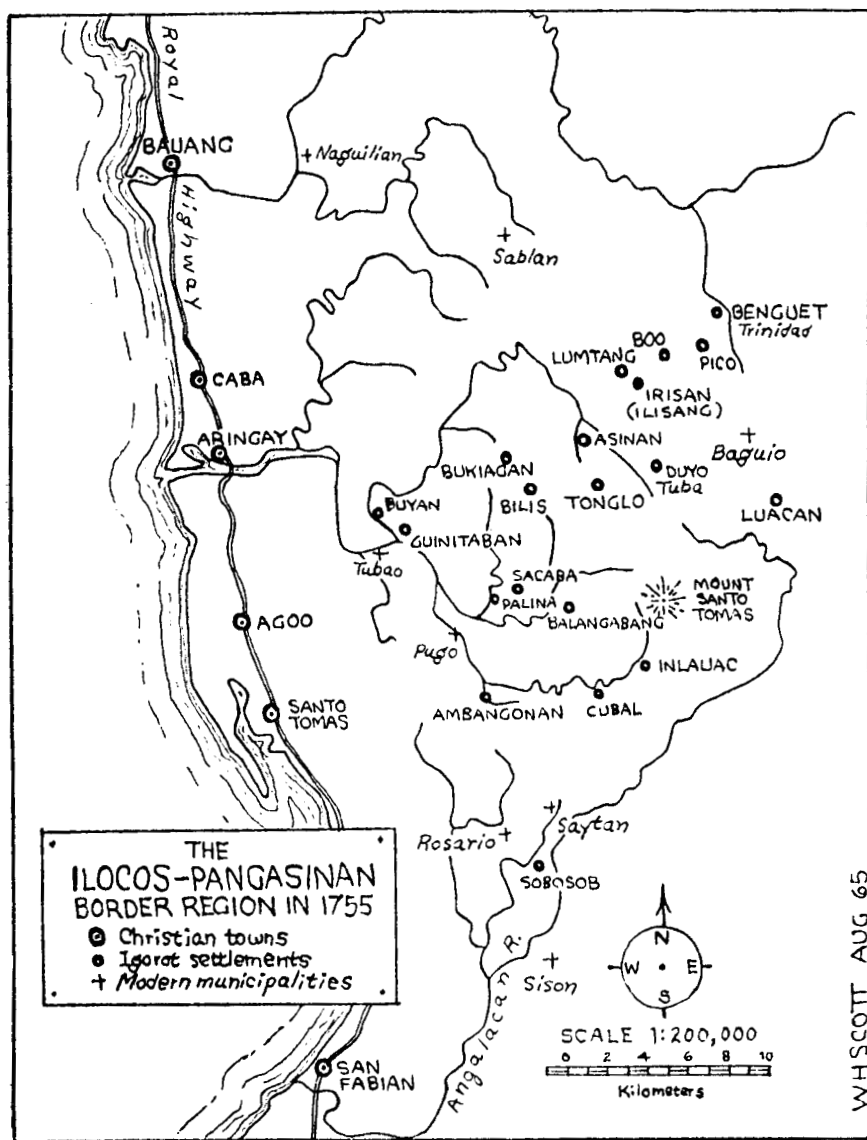 Royal
Highway
BAUANG
Naguilian
Sablan
BENGUET
Trinidad
BOO
PICO
LUMTANG
IRISAN
(ILISANG)
CABA
ARINGAY
ASINAN
Baguio
BUKIAGAN
DUYO
Tuba
BILIS
TONGLO
LUACAN
BUYAN
GUINITABAN
Tubao
SACABA
MOUNT
SANTO
TOMAS
PALINA
BALANGABANG
AGOO
Pugo
INLAUAC
SANTO
TOMAS
AMBANGONAN
CUBAL
Rosario
Saytan
SOBOSOB
THE
ILOCOS-PANGASINAN
BORDER REGION IN 1755
Christian towns
Igorot settlements
Modern municipalities
Angalacan R.
Sison
N
W E
S
SCALE 1:200,000
0 2 4 6 8 10
Kilometers
SAN
FABIAN
WHSCOTT AUG 65